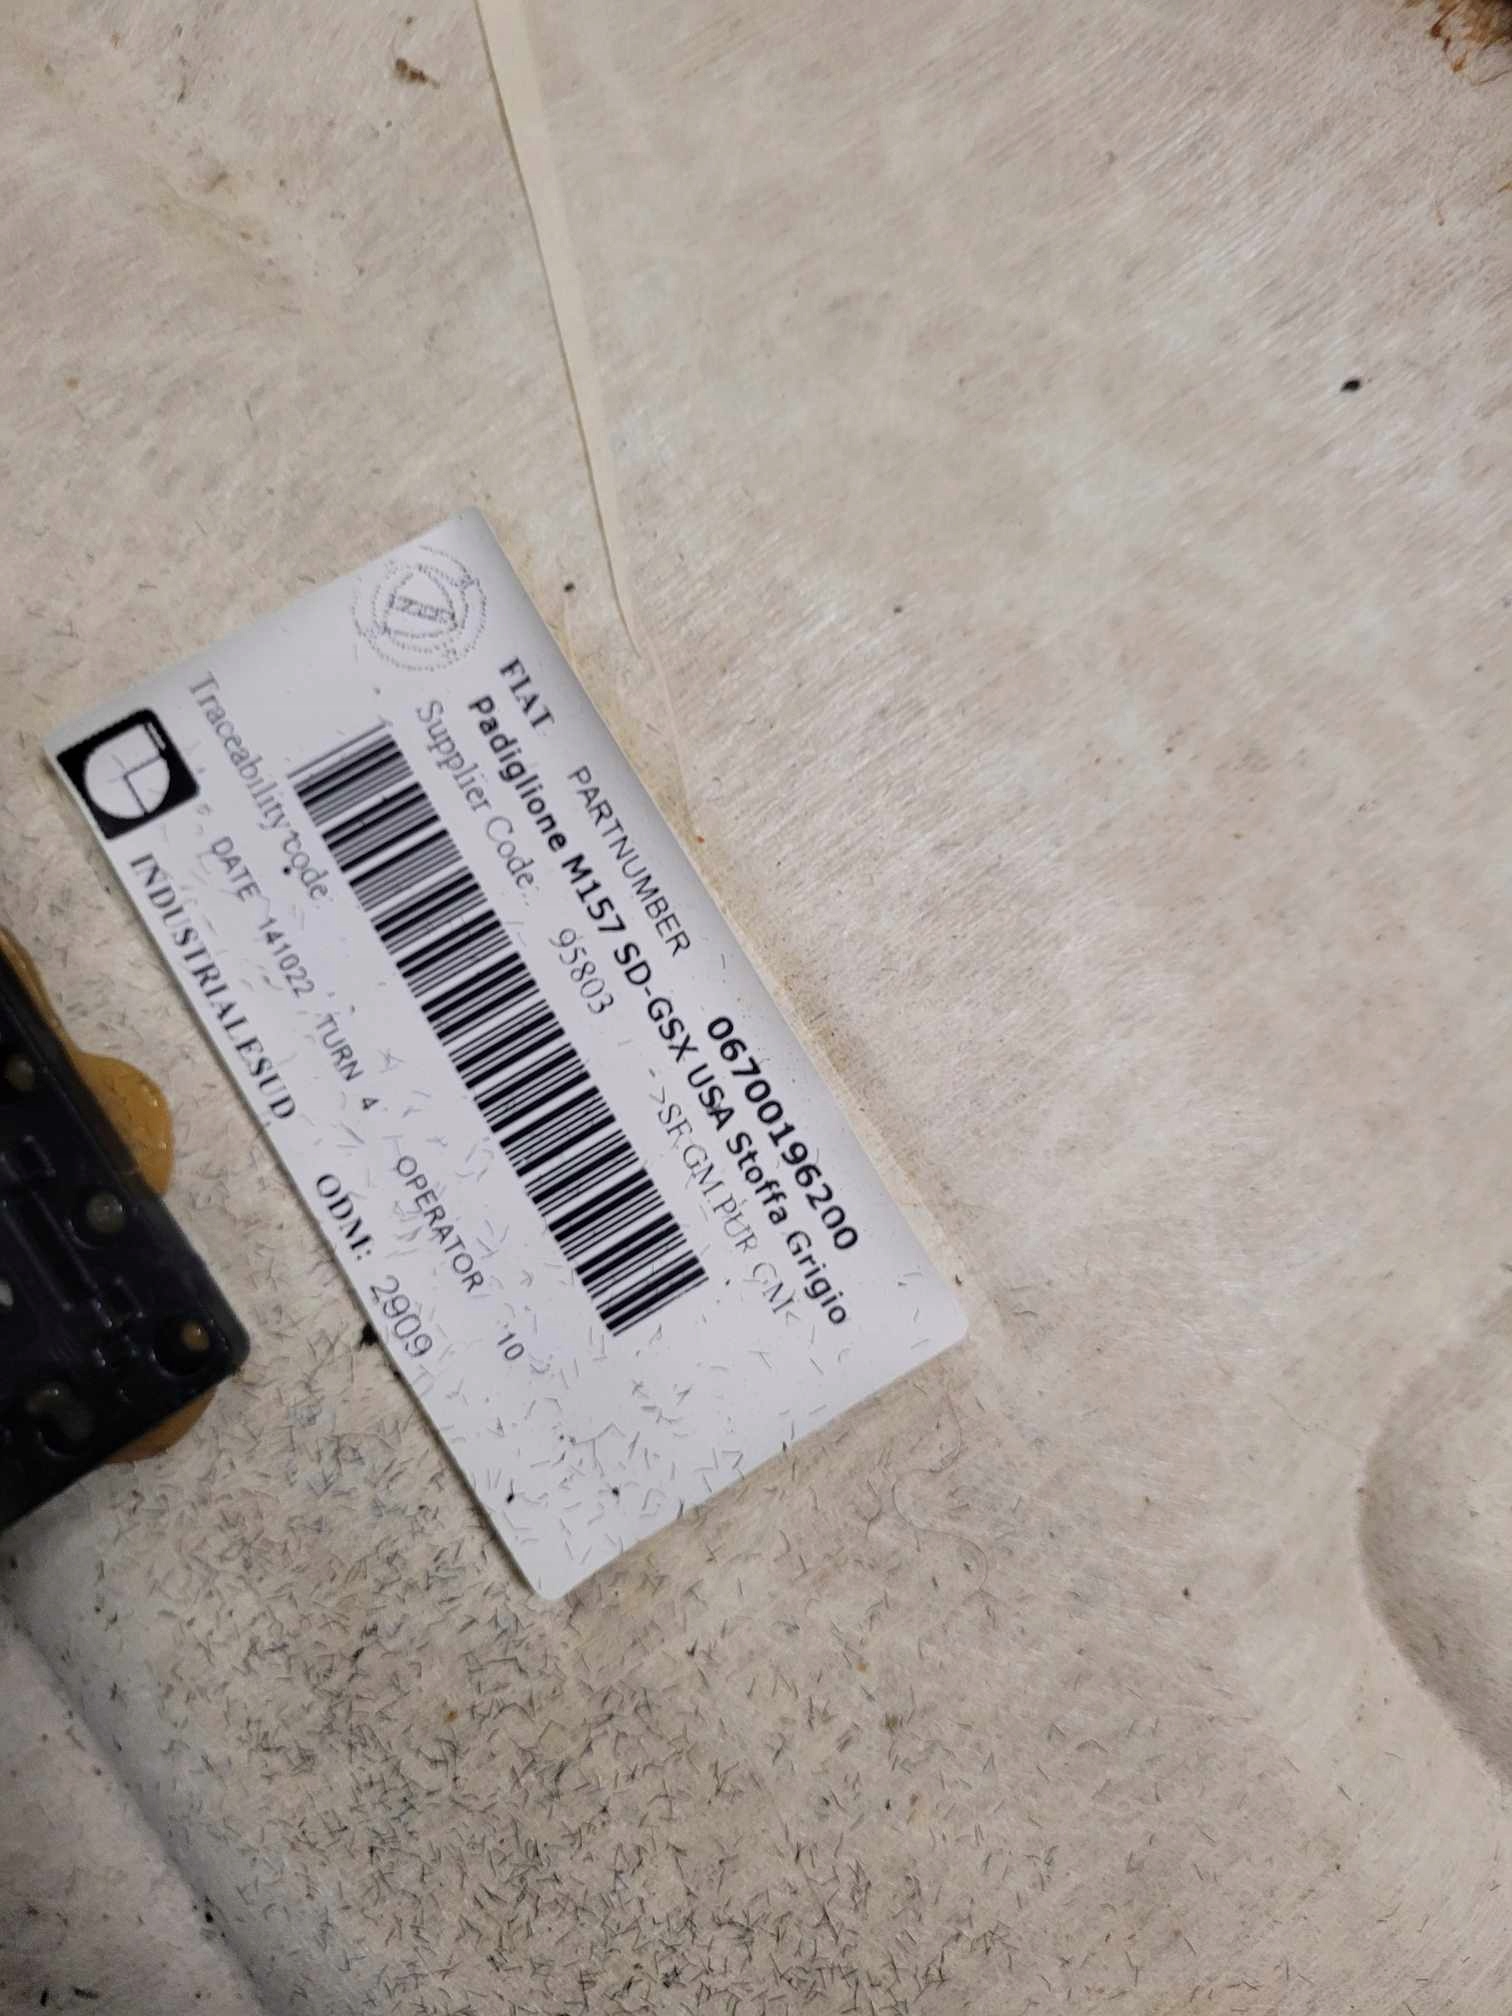 FIAT PARTNUMBER 06700196200
Padiglione M157 SD-GSX USA Stoffa Grigio
Supplier Code: 95803 ->SF.GM.PUR GM<
Traceability code:
DATE 141022 TURN 4 OPERATOR 10
INDUSTRIALESUD ODM: 2909